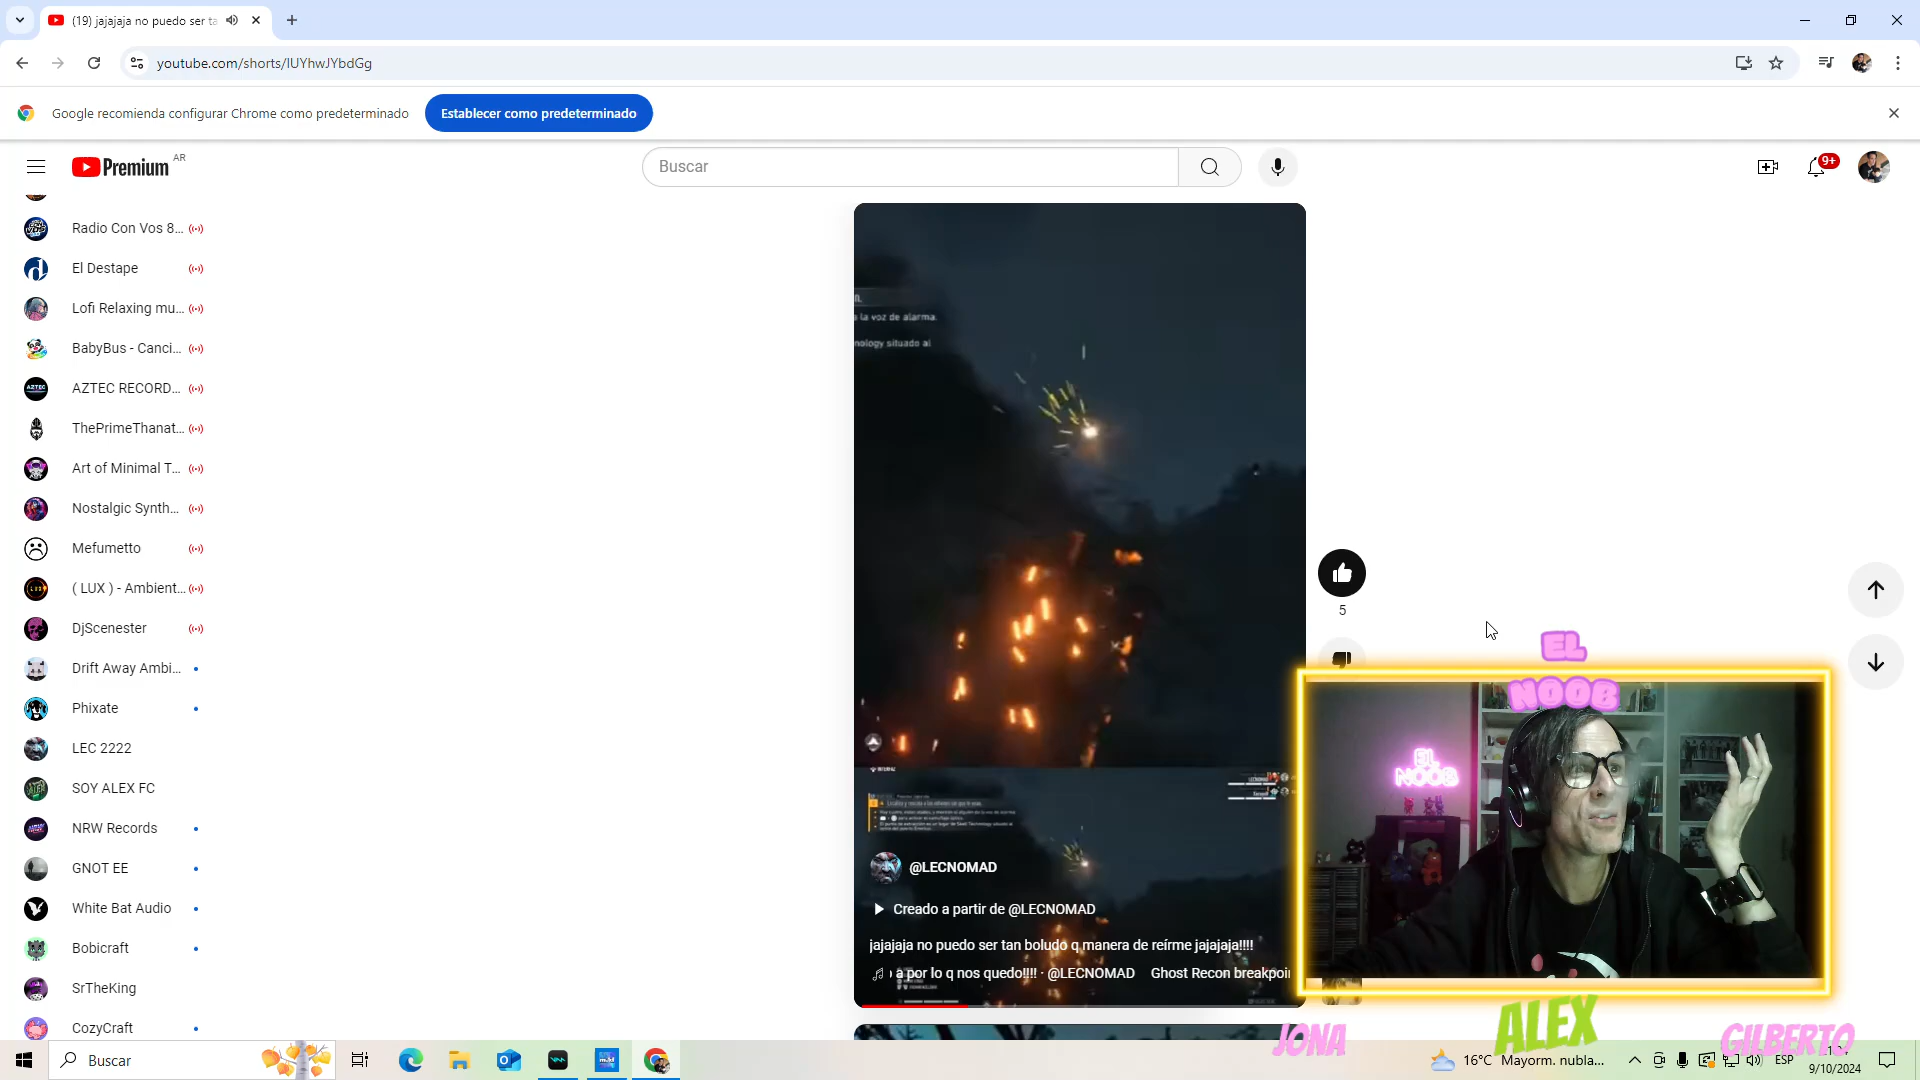 (19) jajajaja no puedo ser ta
youtube.com/shorts/lUYhwJYbdGg
Google recomienda configurar Chrome como predeterminado
Establecer como predeterminado
Premium AR
Buscar
9+
Radio Con Vos 8...
El Destape
Lofi Relaxing mu...
BabyBus - Canci...
AZTEC RECORD...
ThePrimeThanat...
Art of Minimal T...
Nostalgic Synth...
Mefumetto
( LUX ) - Ambient...
DjScenester
Drift Away Ambi...
Phixate
LEC 2222
SOY ALEX FC
NRW Records
GNOT EE
White Bat Audio
Bobicraft
SrTheKing
CozyCraft
la voz de alarma.
nology situado al
5
@LECNOMAD
Creado a partir de @LECNOMAD
jajajaja no puedo ser tan boludo q manera de reírme jajajaja!!!!
a por lo q nos quedo!!!! · @LECNOMAD Ghost Recon breakpoi
EL
NOOB
EL
NOOB
JONA
ALEX
GILBERTO
Buscar
16°C Mayorm. nubla...
ESP
9/10/2024